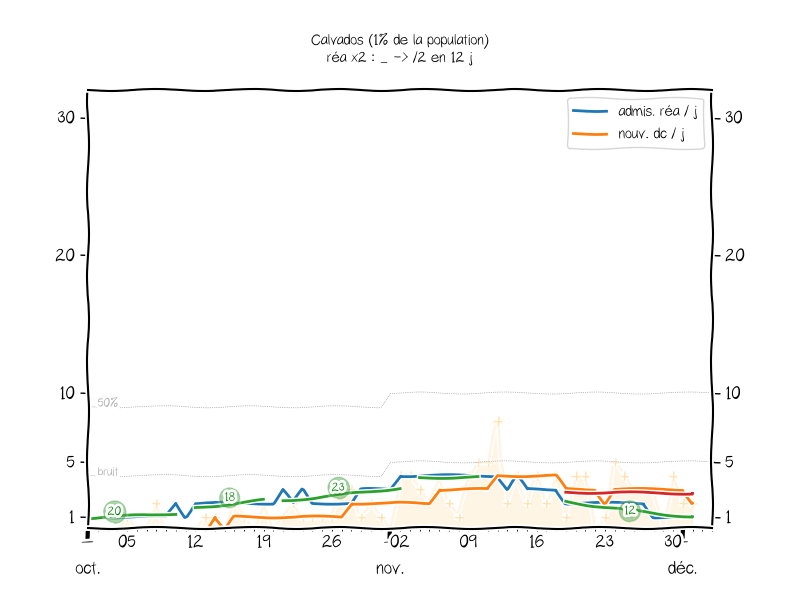 Calvados (1% de la population)
réa x2 : _ -> /2 en 12 j
admis. réa / j
nouv. dc / j
30 30
20 20
10 10
50%
5 5
bruit
23
18
20
12
1 1
05 12 19 26 02 09 16 23 30
oct. nov. déc.